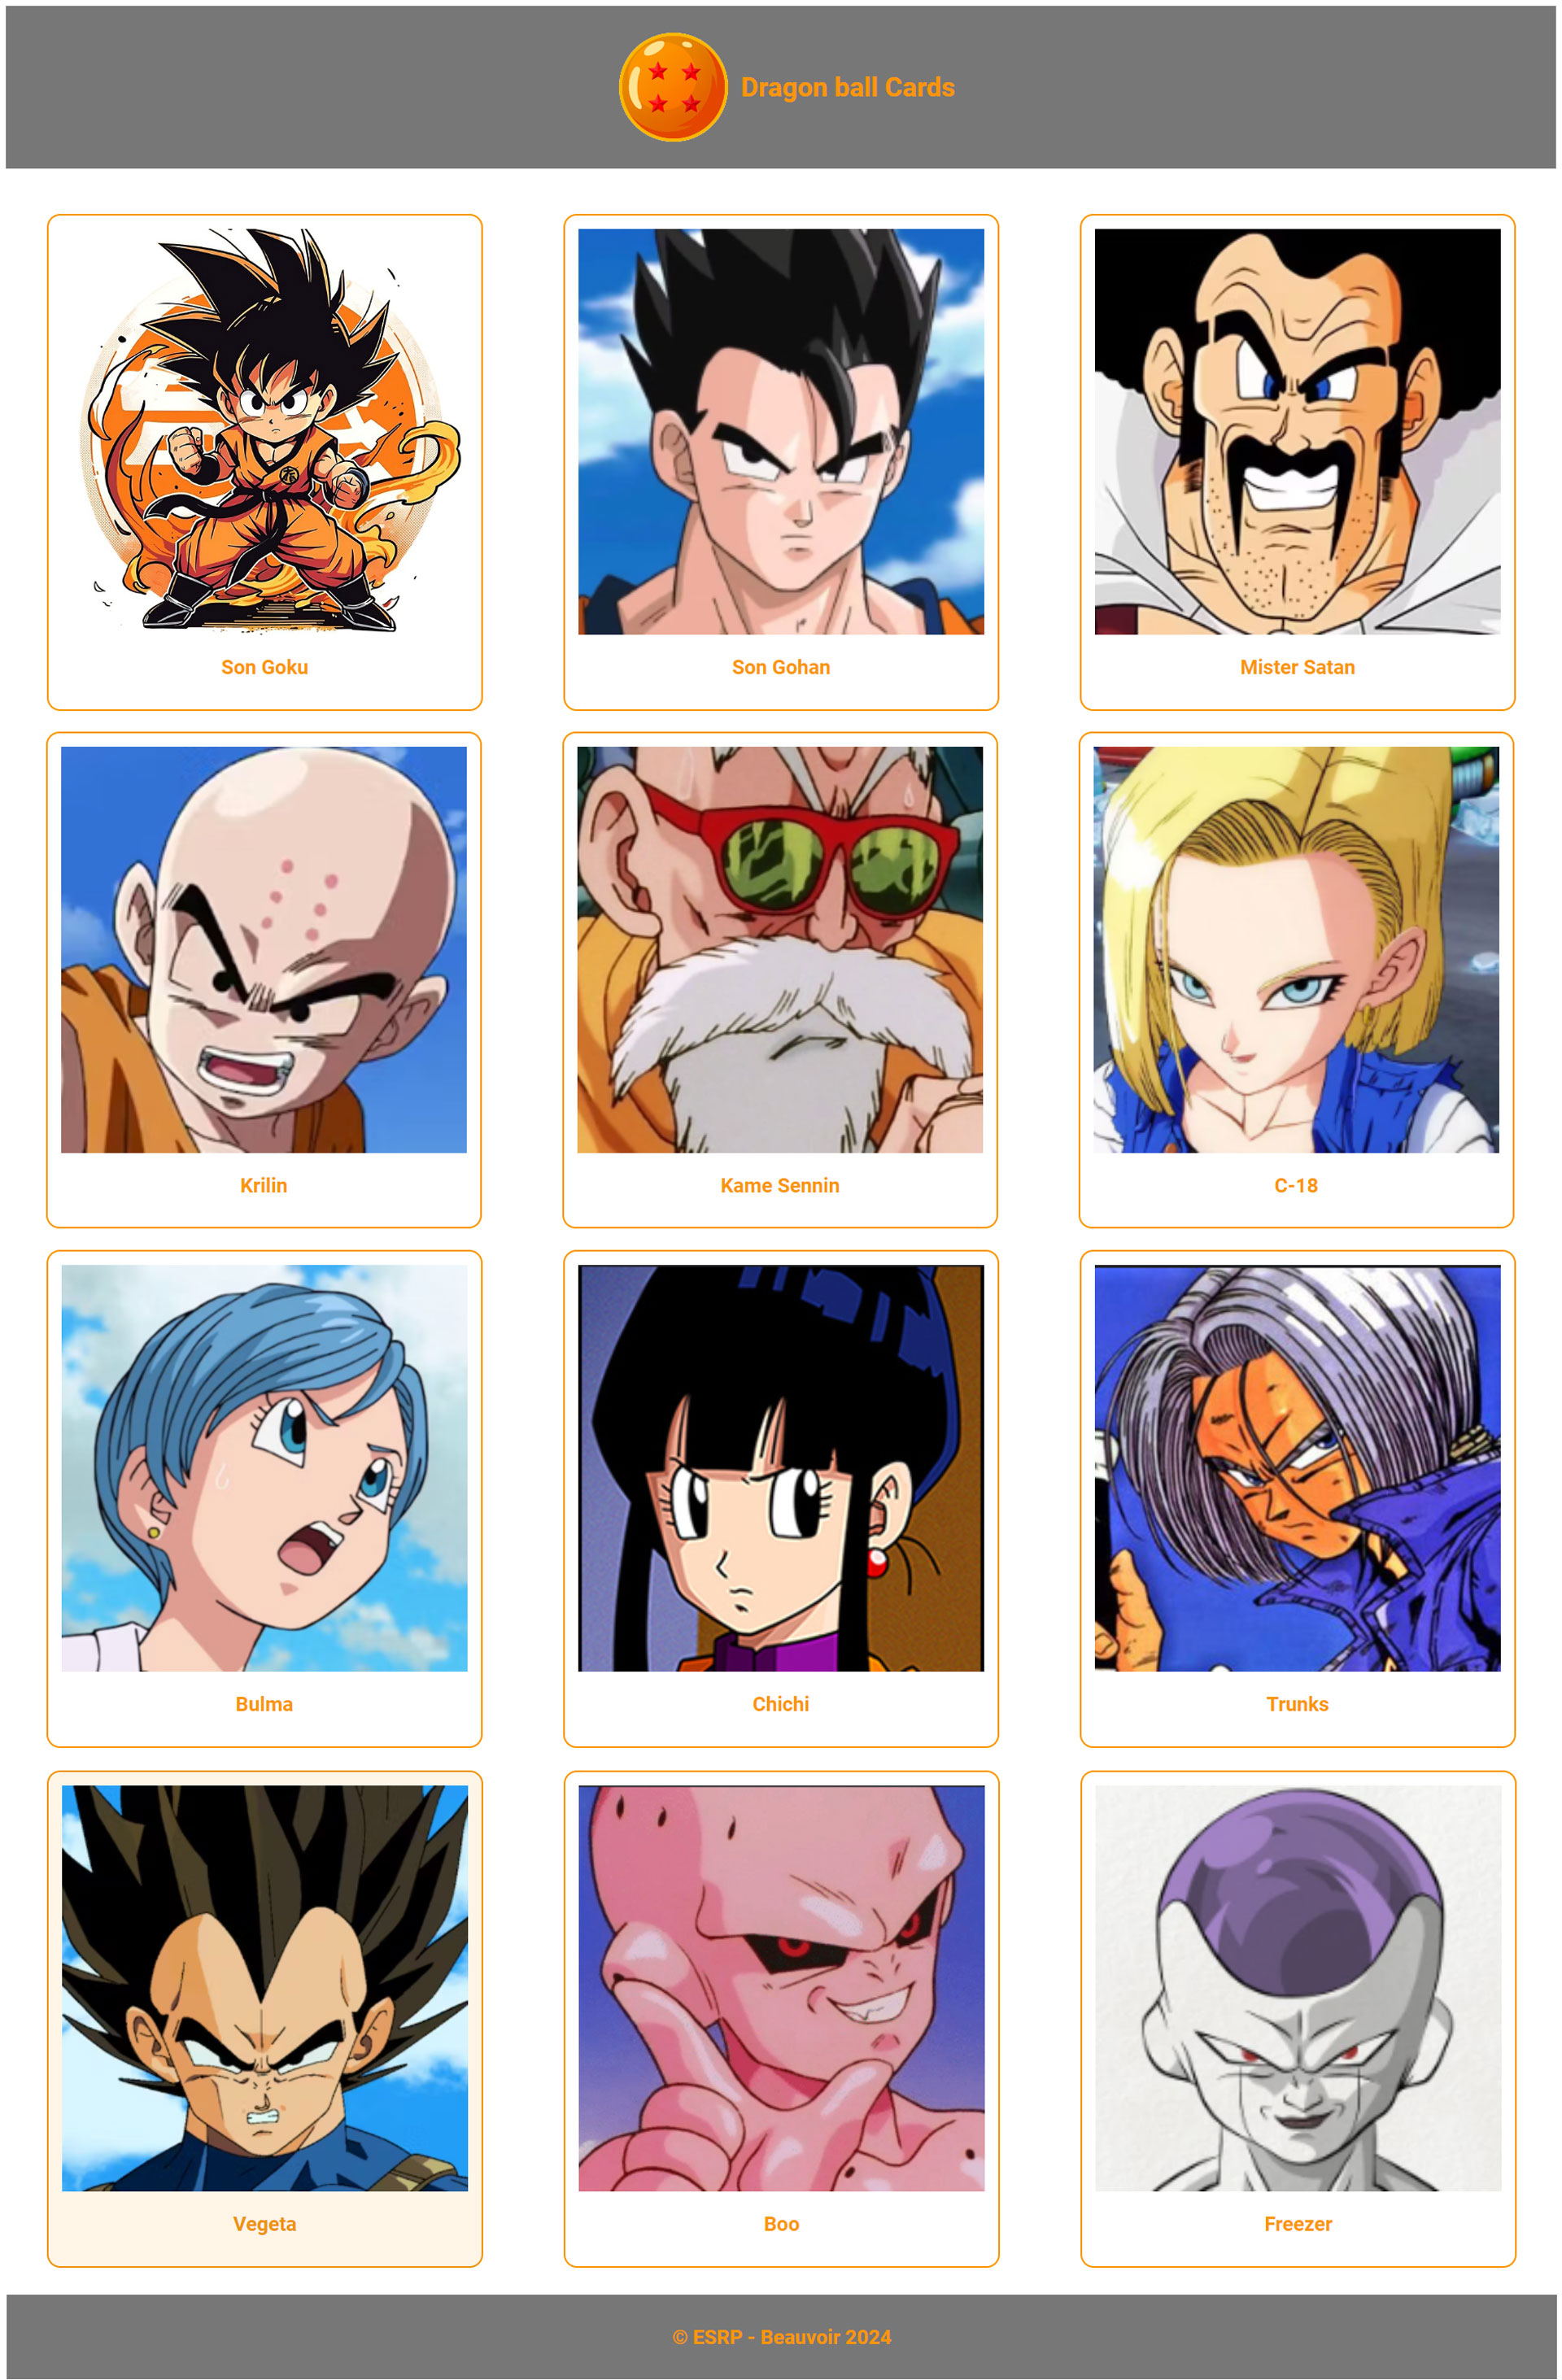 Dragon ball Cards
Son Goku
Son Gohan
Mister Satan
Krilin
Kame Sennin
C-18
Bulma
Chichi
Trunks
Vegeta
Boo
Freezer
© ESRP - Beauvoir 2024